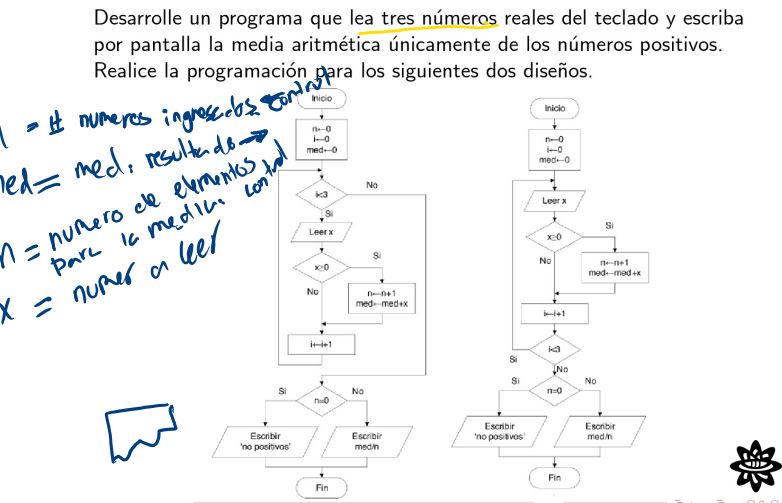 Desarrolle un programa que lea tres números reales del teclado y escriba
por pantalla la media aritmética únicamente de los números positivos.
Realice la programación para los siguientes dos diseños.
= # numeros ingresados control
med = med. resultado
n = numero de elementos
para la media. control
x = numer a leer
Inicio
n←0
i←0
med←0
i<3
No
Si
Leer x
x≥0
Si
No
n←n+1
med←med+x
i←i+1
Si
n=0
No
Escribir
'no positivos'
Escribir
med/n
Fin
Inicio
n←0
i←0
med←0
Leer x
x≥0
Si
No
n←n+1
med←med+x
i←i+1
i<3
Si
No
Si
n=0
No
Escribir
'no positivos'
Escribir
med/n
Fin